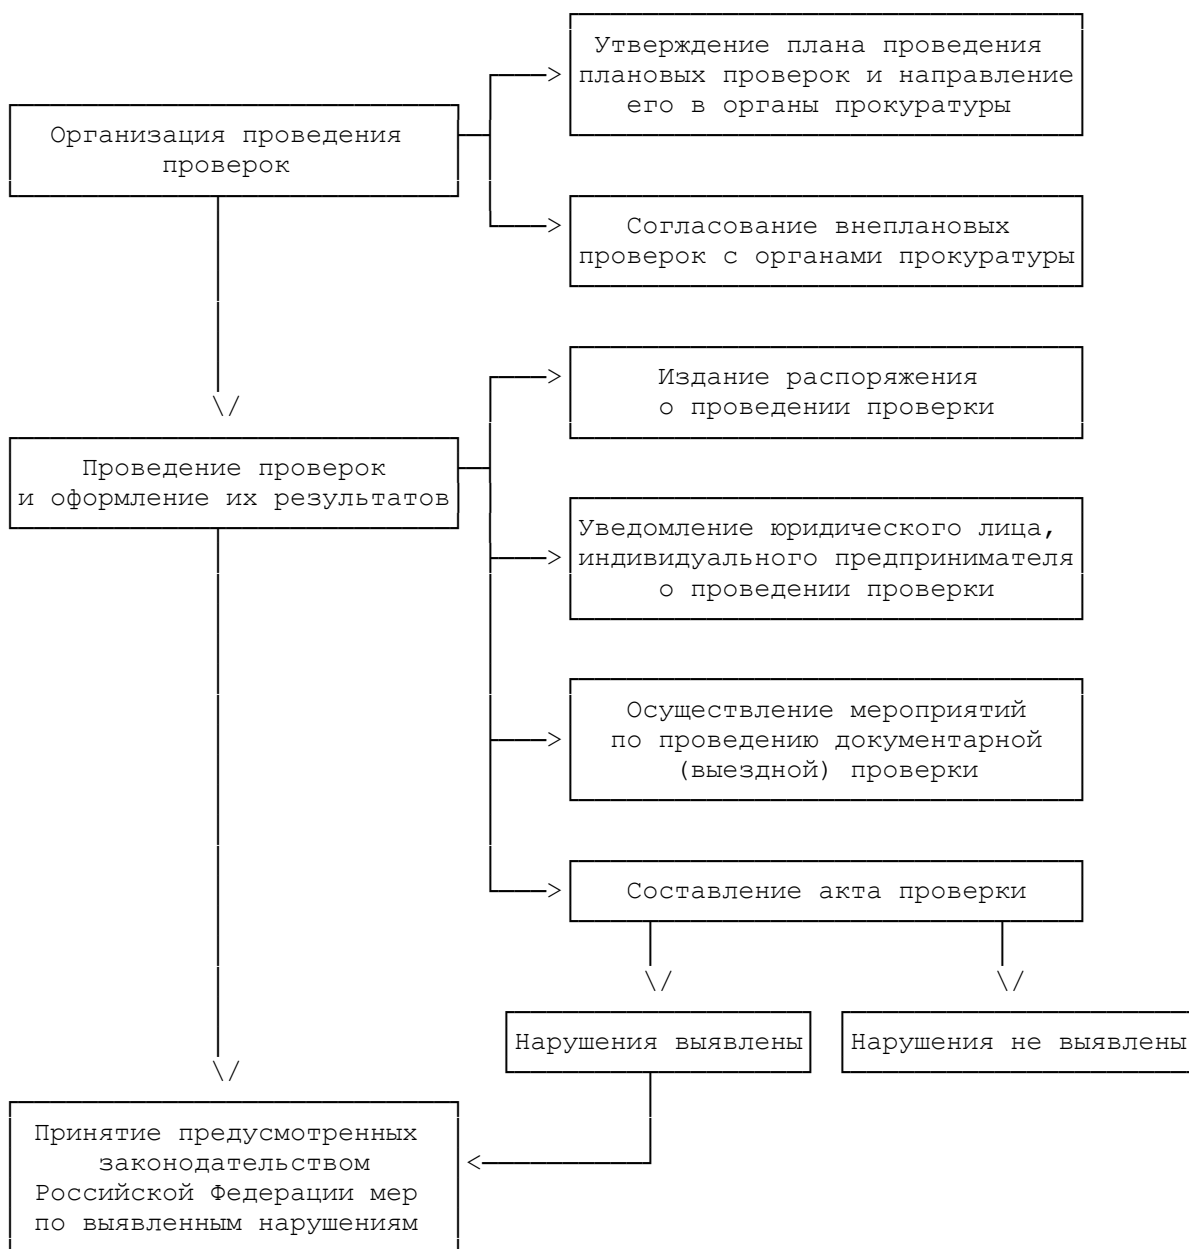 Утверждение плана проведения
плановых проверок и направление
его в органы прокуратуры
Организация проведения
проверок
Согласование внеплановых
проверок с органами прокуратуры
Издание распоряжения
о проведении проверки
Проведение проверок
и оформление их результатов
Уведомление юридического лица,
индивидуального предпринимателя
о проведении проверки
Осуществление мероприятий
по проведению документарной
(выездной) проверки
Составление акта проверки
Нарушения выявлены
Нарушения не выявлены
Принятие предусмотренных
законодательством
Российской Федерации мер
по выявленным нарушениям